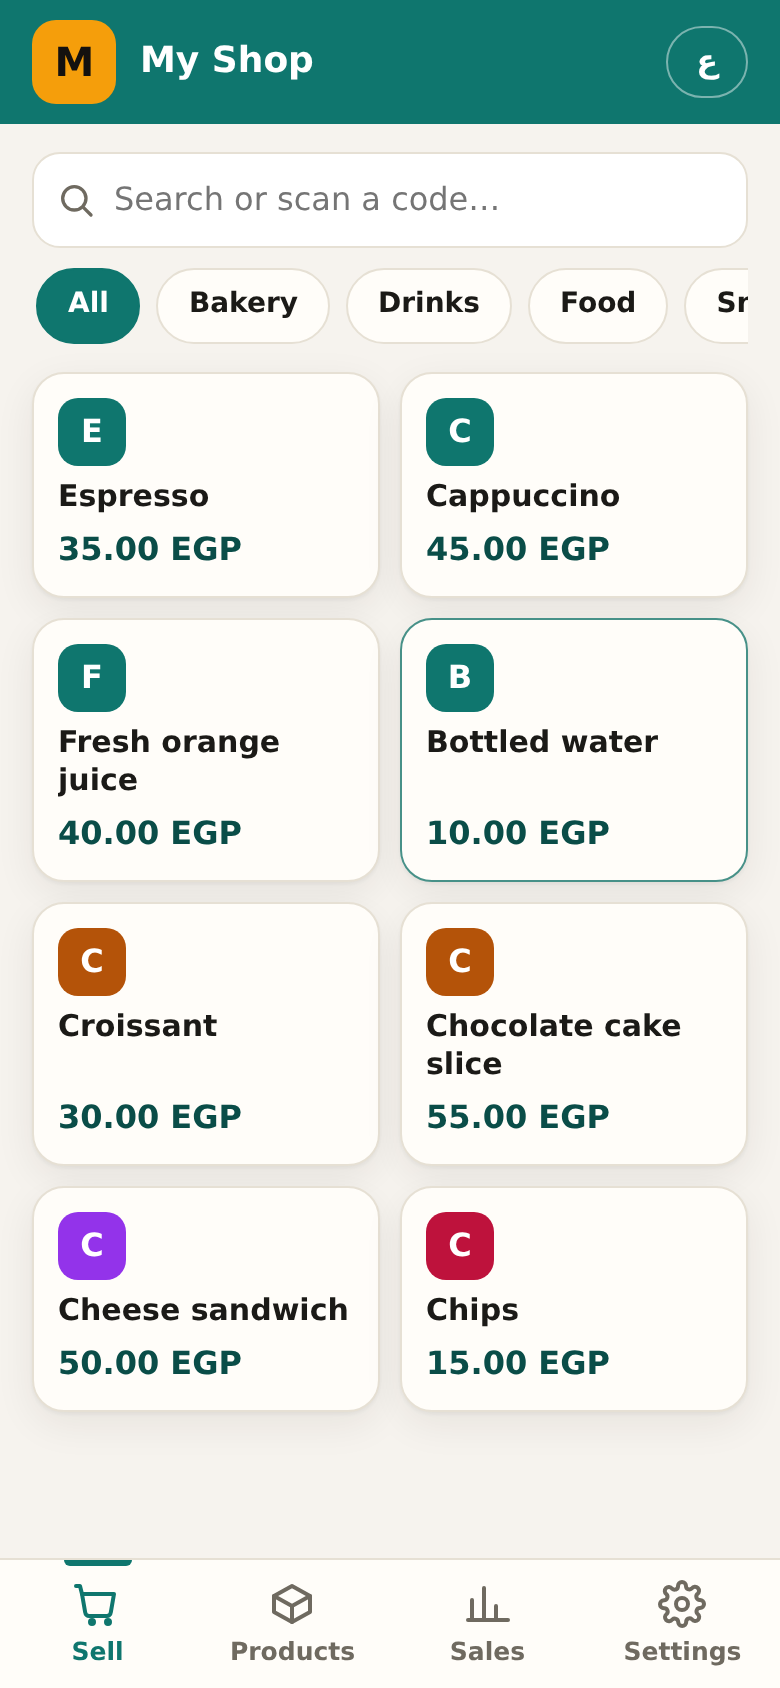 M
My Shop
ع
Search or scan a code...
All
Bakery
Drinks
Food
E
Espresso
35.00 EGP
C
Cappuccino
45.00 EGP
F
Fresh orange
juice
40.00 EGP
B
Bottled water
10.00 EGP
C
Croissant
30.00 EGP
C
Chocolate cake
slice
55.00 EGP
C
Cheese sandwich
50.00 EGP
C
Chips
15.00 EGP
Sell
Products
Sales
Settings